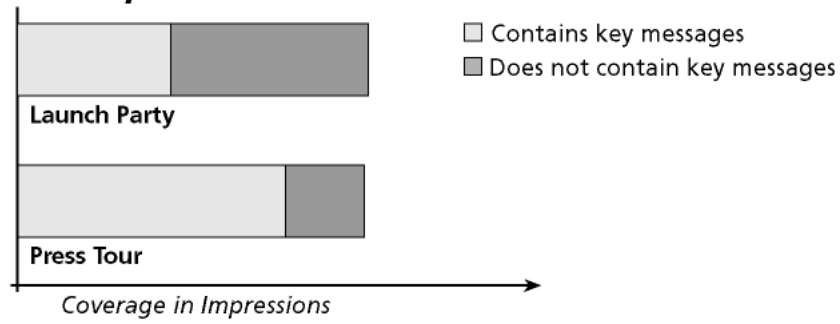 Contains key messages
Does not contain key messages
Launch Party
Press Tour
Coverage in Impressions